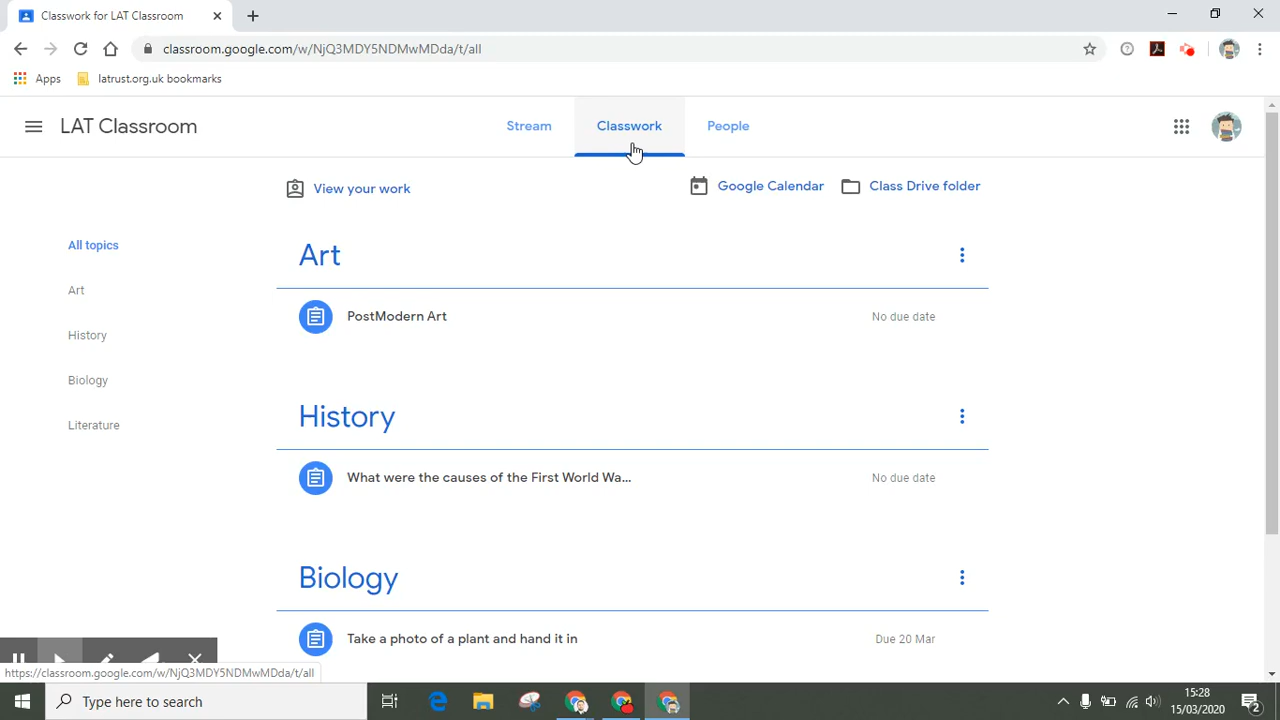 Classwork for LAT Classroom
classroom.google.com/w/NjQ3MDY5NDMwMDda/t/all
Apps latrust.org.uk bookmarks
LAT Classroom Stream Classwork People
View your work Google Calendar Class Drive folder
All topics
Art
History
Biology
Literature
Art
PostModern Art No due date
History
What were the causes of the First World Wa... No due date
Biology
Take a photo of a plant and hand it in Due 20 Mar
https://classroom.google.com/w/NjQ3MDY5NDMwMDda/t/all
Type here to search
15:28
15/03/2020
2